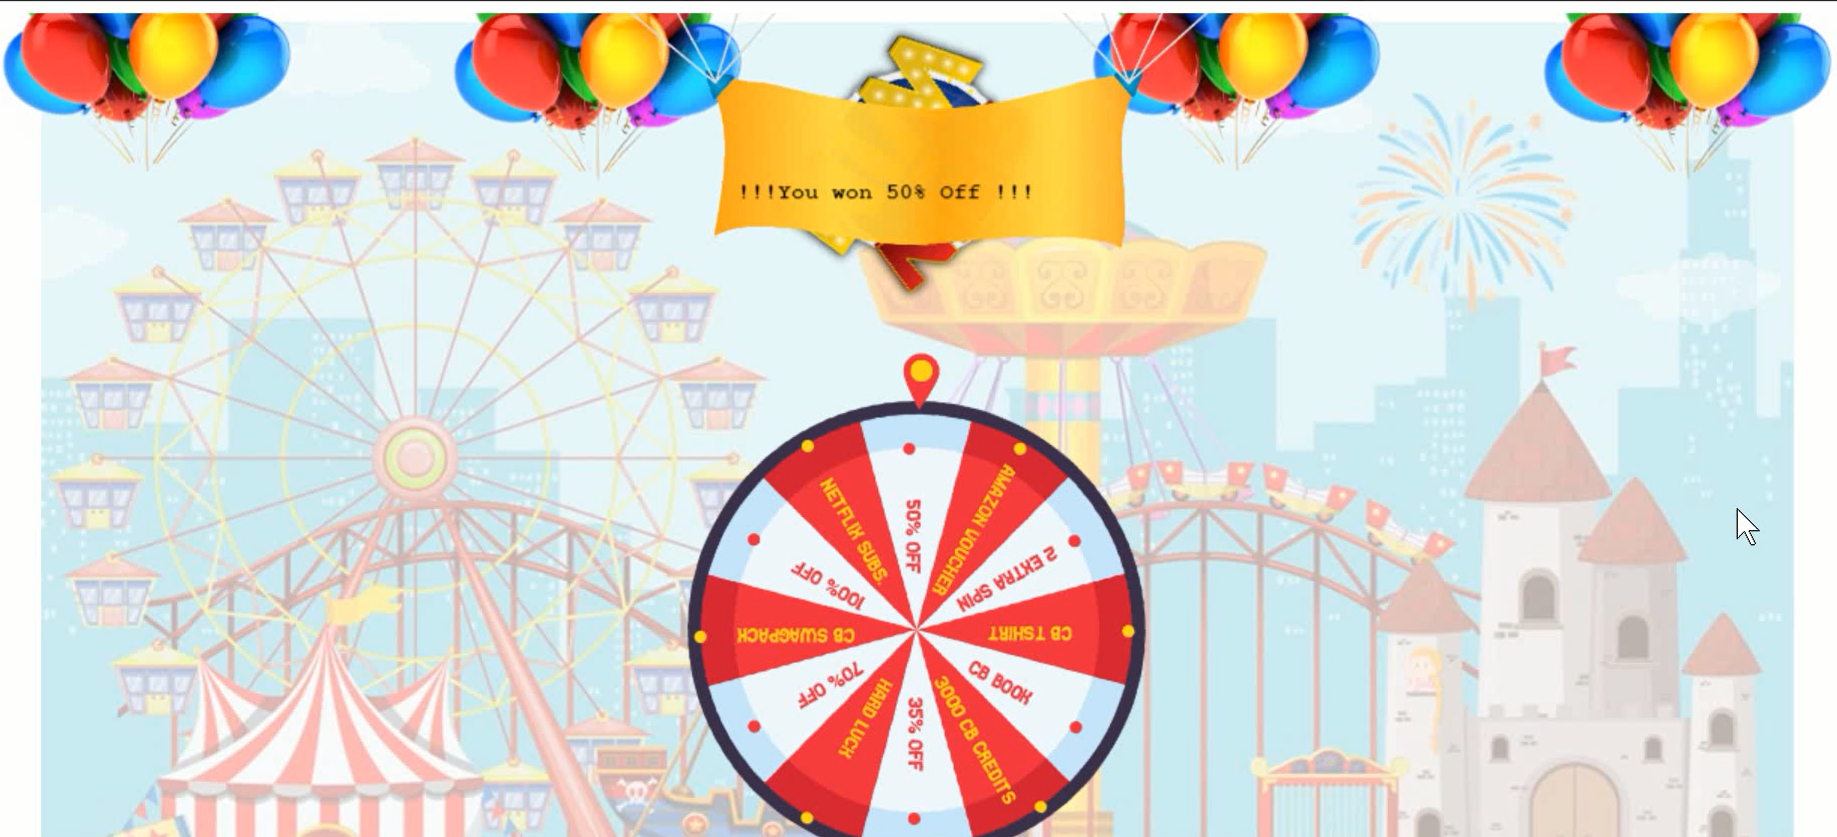 !!!You won 50% Off !!!
50% OFF
AMAZON VOUCHER
2 EXTRA SPIN
CB TSHIRT
CB BOOK
3000 CB CREDITS
35% OFF
HARD LUCK
70% OFF
CB SWAGPACK
100% OFF
NETFLIX SUBS.